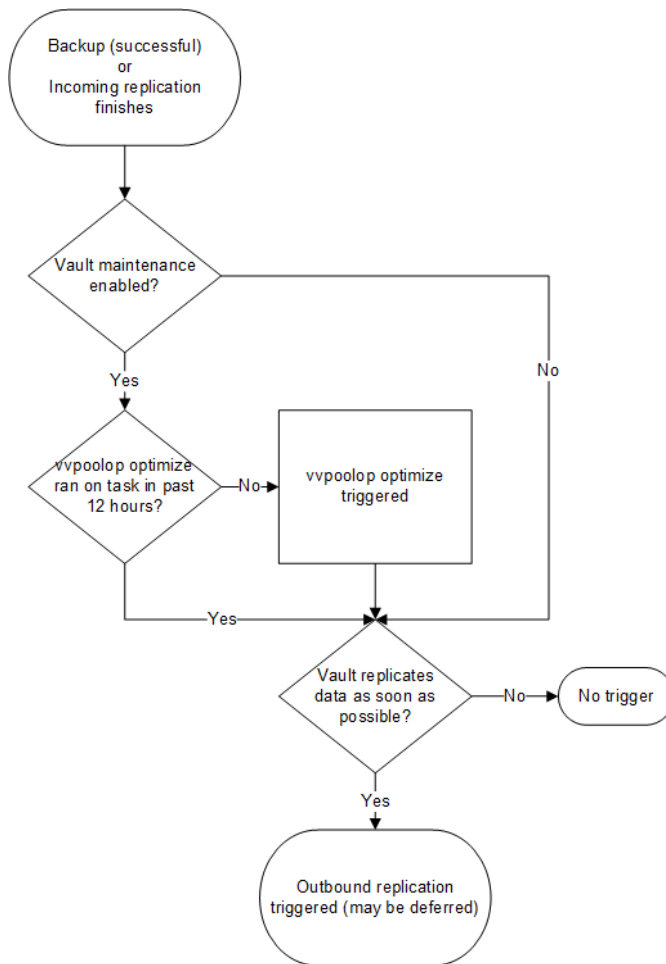 Backup (successful)
or
Incoming replication
finishes
Vault maintenance
enabled?
No
Yes
vvpoolop optimize
ran on task in past
12 hours?
No
vvpoolop optimize
triggered
Yes
Vault replicates
data as soon as
possible?
No
No trigger
Yes
Outbound replication
triggered (may be deferred)